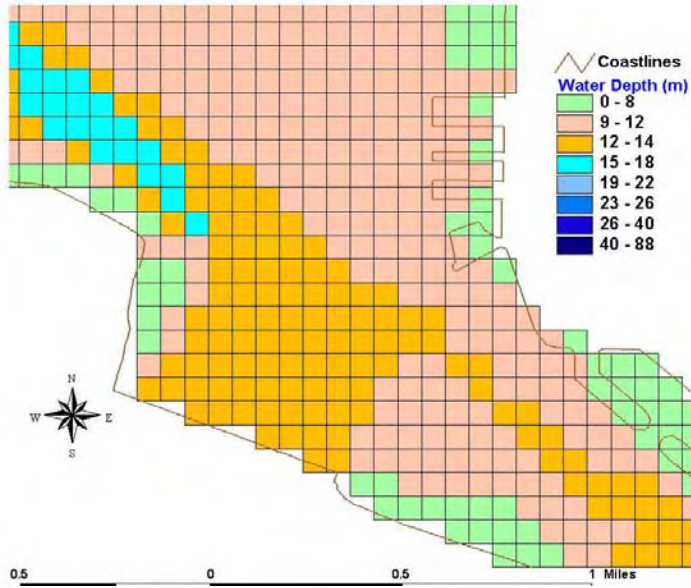 Coastlines
Water Depth (m)
0 - 8
9 - 12
12 - 14
15 - 18
19 - 22
23 - 26
26 - 40
40 - 88
N
W E
S
0.5 0 0.5 1 Miles